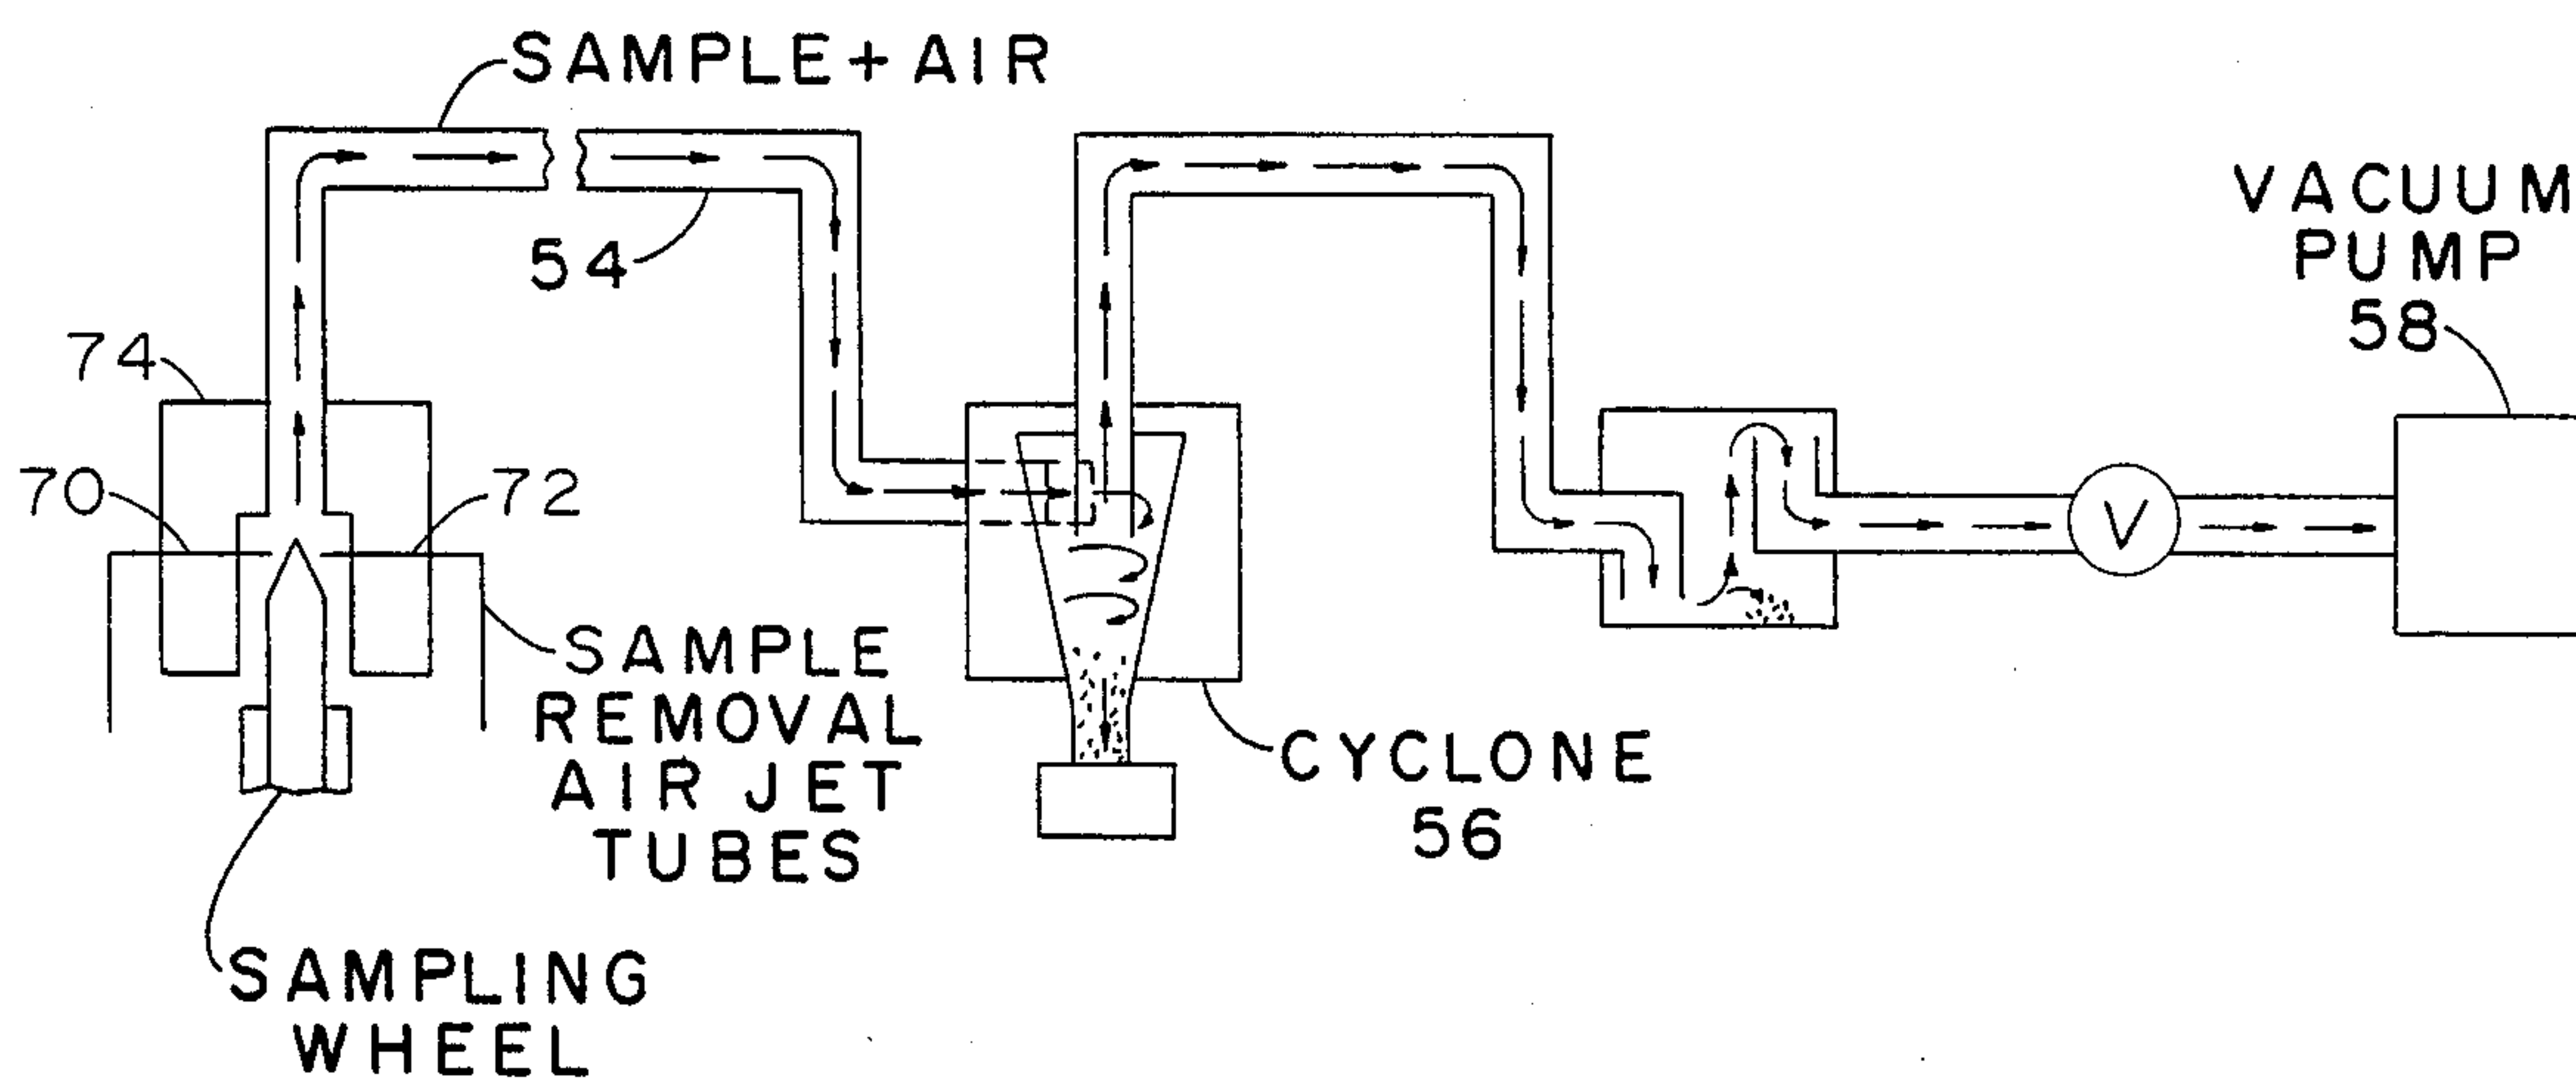 SAMPLE + AIR
54
74
70
72
SAMPLE
REMOVAL
AIR JET
TUBES
SAMPLING
WHEEL
CYCLONE
56
V
VACUUM
PUMP
58